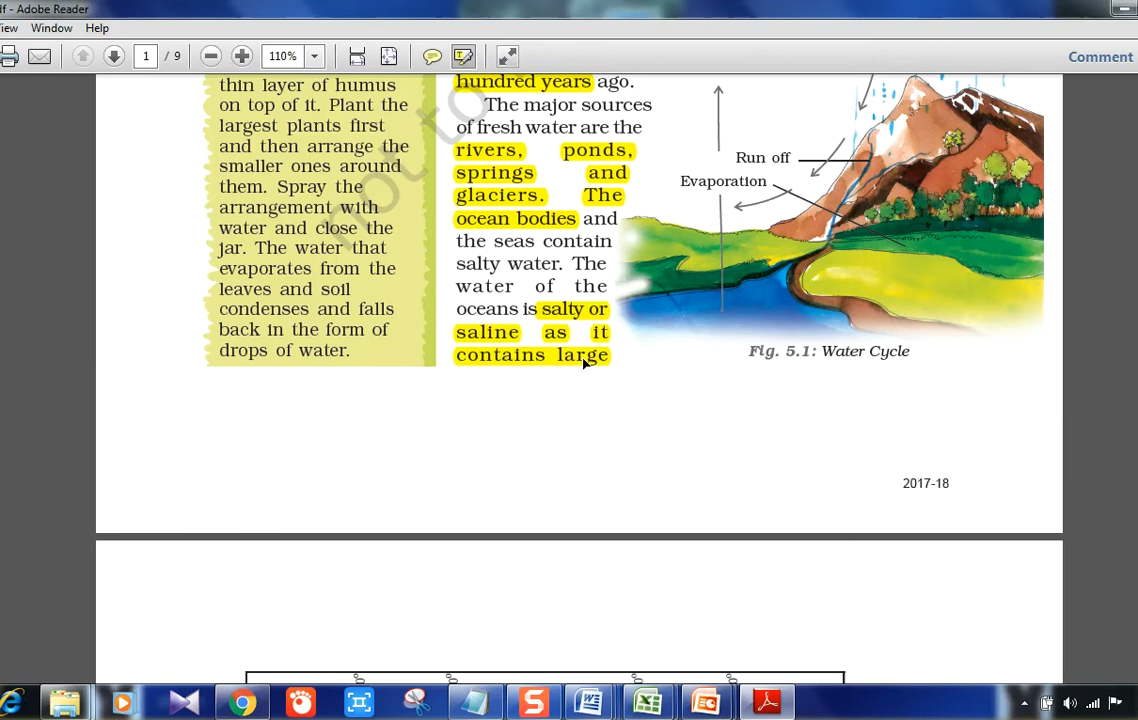 df - Adobe Reader
View Window Help
1 / 9 110% Comment
thin layer of humus
on top of it. Plant the
largest plants first
and then arrange the
smaller ones around
them. Spray the
arrangement with
water and close the
jar. The water that
evaporates from the
leaves and soil
condenses and falls
back in the form of
drops of water.
hundred years ago.
The major sources
of fresh water are the
rivers, ponds,
springs and
glaciers. The
ocean bodies and
the seas contain
salty water. The
water of the
oceans is salty or
saline as it
contains large
not to
Run off
Evaporation
Fig. 5.1: Water Cycle
2017-18